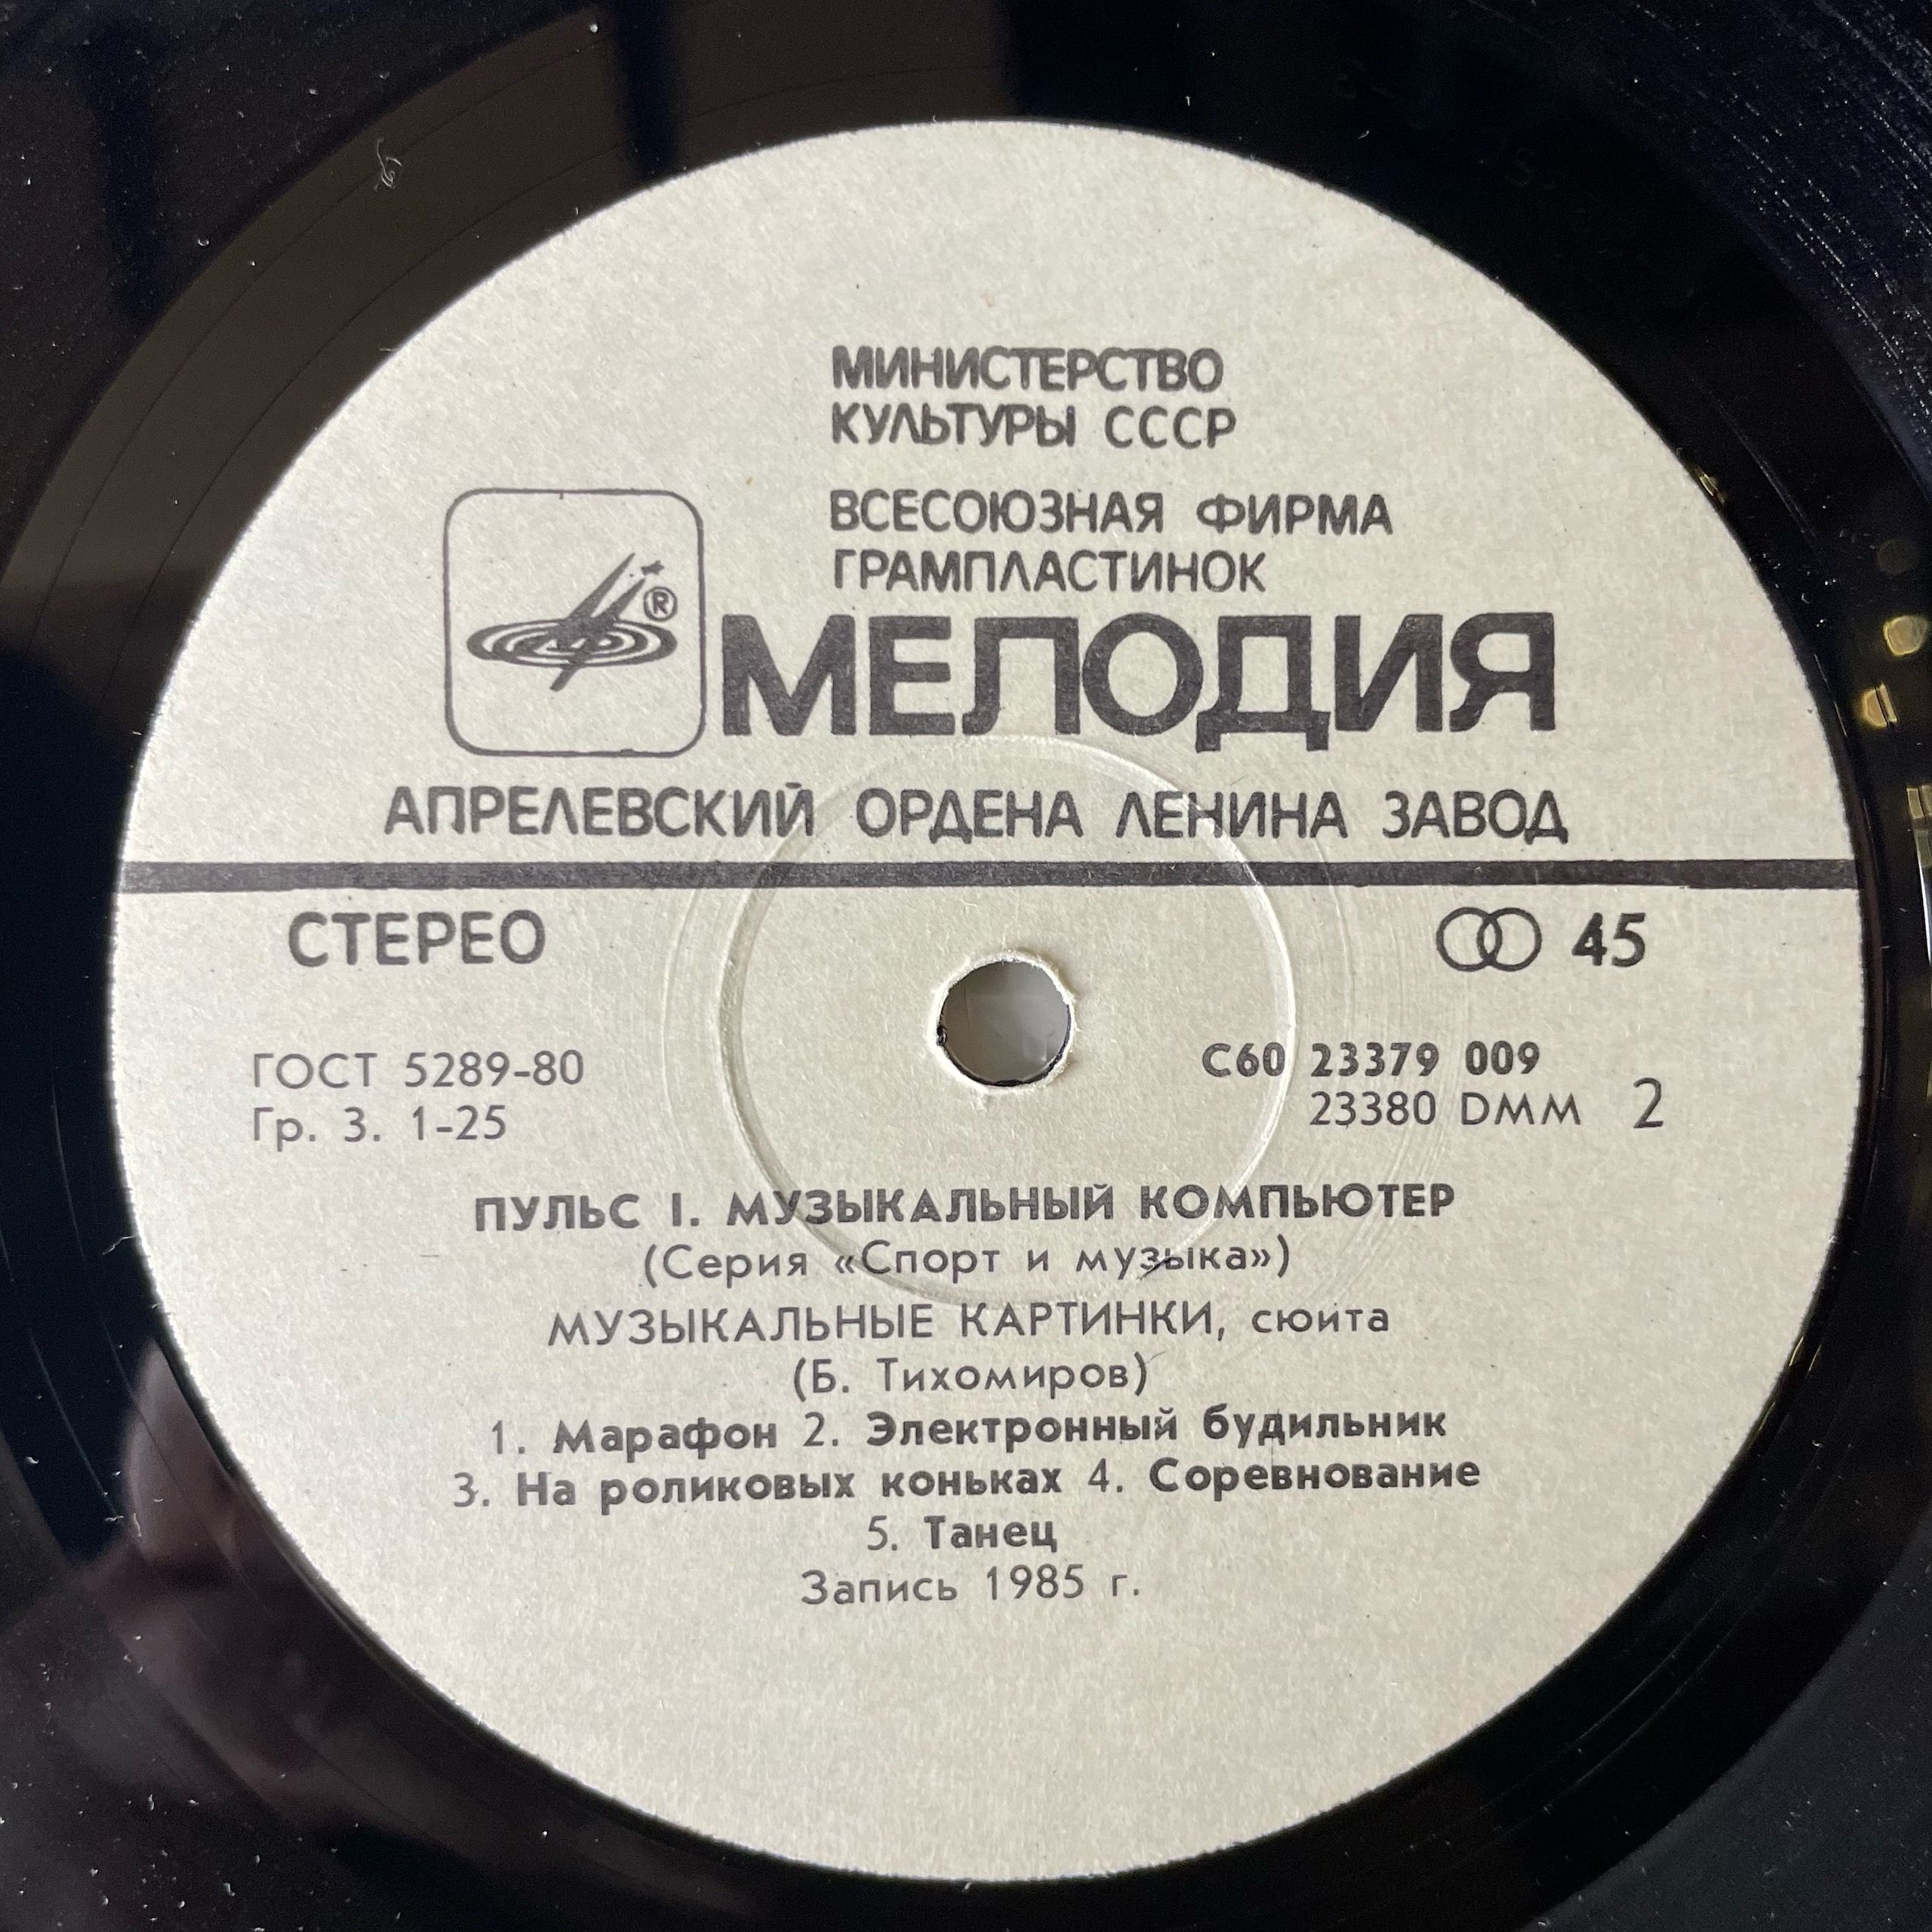 МИНИСТЕРСТВО
КУЛЬТУРЫ СССР
ВСЕСОЮЗНАЯ ФИРМА
ГРАМПЛАСТИНОК
®
МЕЛОДИЯ
АПРЕЛЕВСКИЙ ОРДЕНА ЛЕНИНА ЗАВОД
СТЕРЕО
45
ГОСТ 5289-80
Гр. 3. 1-25
С60 23379 009
23380 DMM 2
ПУЛЬС I. МУЗЫКАЛЬНЫЙ КОМПЬЮТЕР
(Серия «Спорт и музыка»)
МУЗЫКАЛЬНЫЕ КАРТИНКИ, сюита
(Б. Тихомиров)
1. Марафон 2. Электронный будильник
3. На роликовых коньках 4. Соревнование
5. Танец
Запись 1985 г.